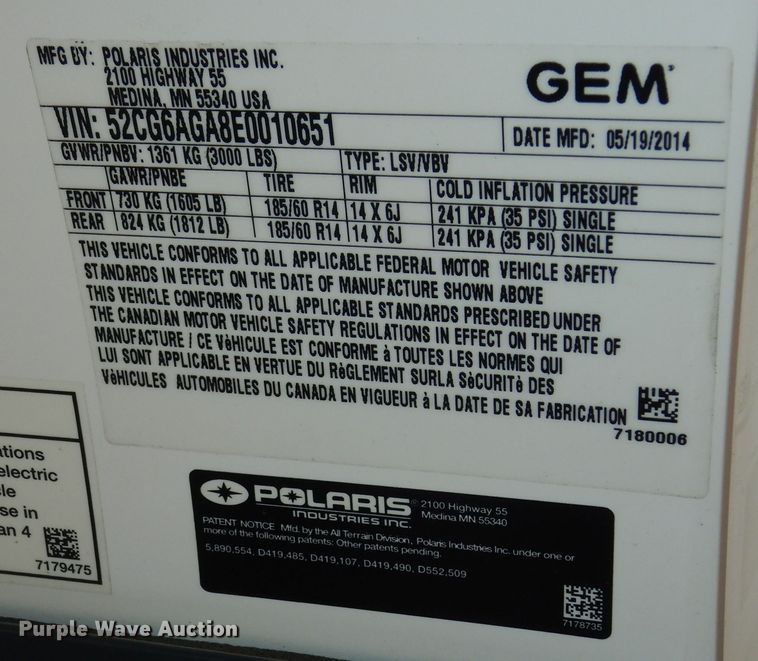 MFG BY: POLARIS INDUSTRIES INC.
2100 HIGHWAY 55
MEDINA, MN 55340 USA
GEM
VIN: 52CG6AGA8E0010651
DATE MFD: 05/19/2014
GVWR/PNBV: 1361 KG (3000 LBS)
TYPE: LSV/VBV
GAWR/PNBE TIRE RIM COLD INFLATION PRESSURE
FRONT 730 KG (1605 LB) 185/60 R14 14 X 6J 241 KPA (35 PSI) SINGLE
REAR 824 KG (1812 LB) 185/60 R14 14 X 6J 241 KPA (35 PSI) SINGLE
THIS VEHICLE CONFORMS TO ALL APPLICABLE FEDERAL MOTOR VEHICLE SAFETY
STANDARDS IN EFFECT ON THE DATE OF MANUFACTURE SHOWN ABOVE
THIS VEHICLE CONFORMS TO ALL APPLICABLE STANDARDS PRESCRIBED UNDER
THE CANADIAN MOTOR VEHICLE SAFETY REGULATIONS IN EFFECT ON THE DATE OF
MANUFACTURE / CE VèHICULE EST CONFORME à TOUTES LES NORMES QUI
LUI SONT APPLICABLE EN VERTUE DU RèGLEMENT SURLA SèCURITè DES
VèHICULES AUTOMOBILES DU CANADA EN VIGUEUR à LA DATE DE SA FABRICATION
7180006
ations
electric
se in
an 4
7179475
POLARIS
INDUSTRIES INC.
2100 Highway 55
Medina MN 55340
PATENT NOTICE Mfd. by the All Terrain Division, Polaris Industries Inc. under one or
more of the following patents: Other patents pending.
5,890,554, D419,485, D419,107, D419,490, D552,509
7178735
Purple Wave Auction